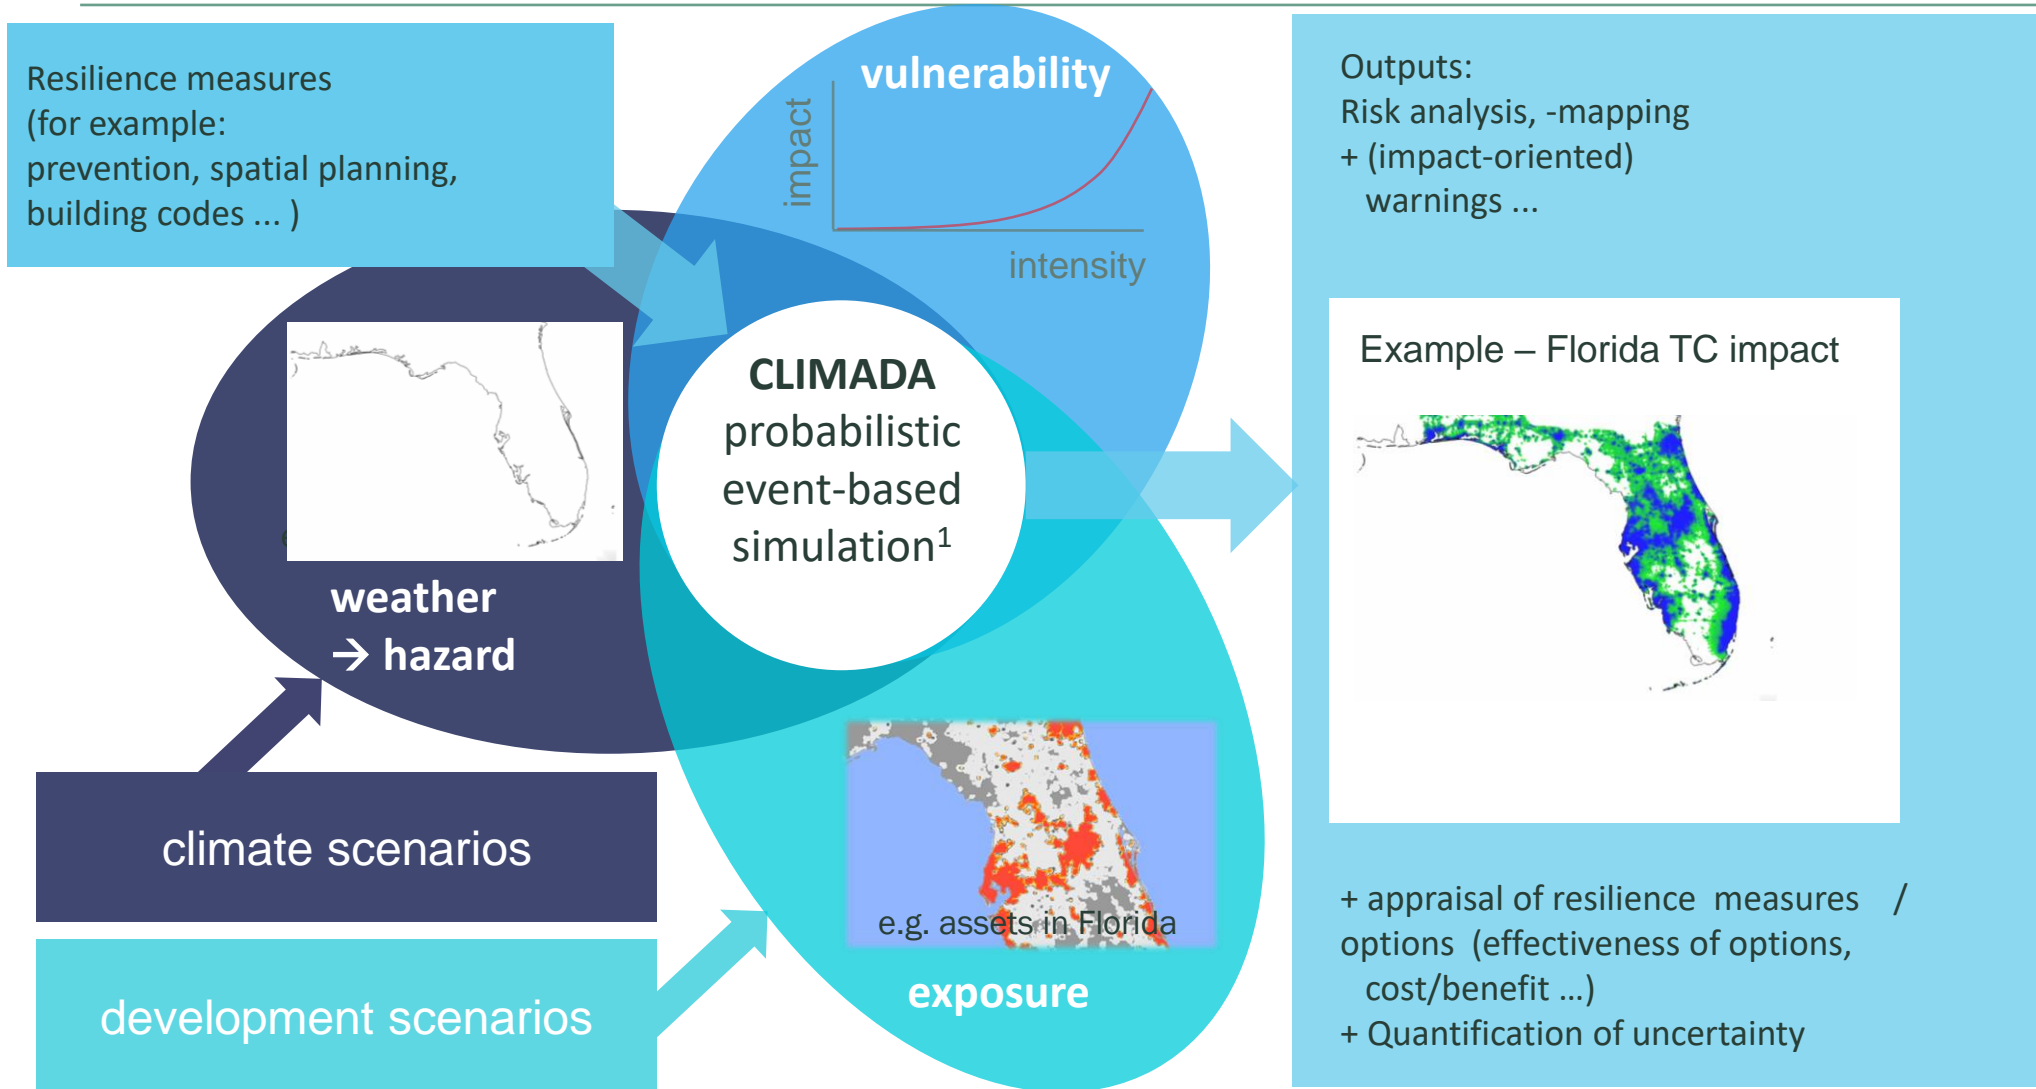 Resilience measures
(for example:
prevention, spatial planning,
building codes ... )
vulnerability
impact
intensity
CLIMADA
probabilistic
event-based
simulation¹
weather
→ hazard
climate scenarios
development scenarios
e.g. assets in Florida
exposure
Outputs:
Risk analysis, -mapping
+ (impact-oriented)
warnings ...
Example – Florida TC impact
+ appraisal of resilience measures /
options (effectiveness of options,
cost/benefit ...)
+ Quantification of uncertainty